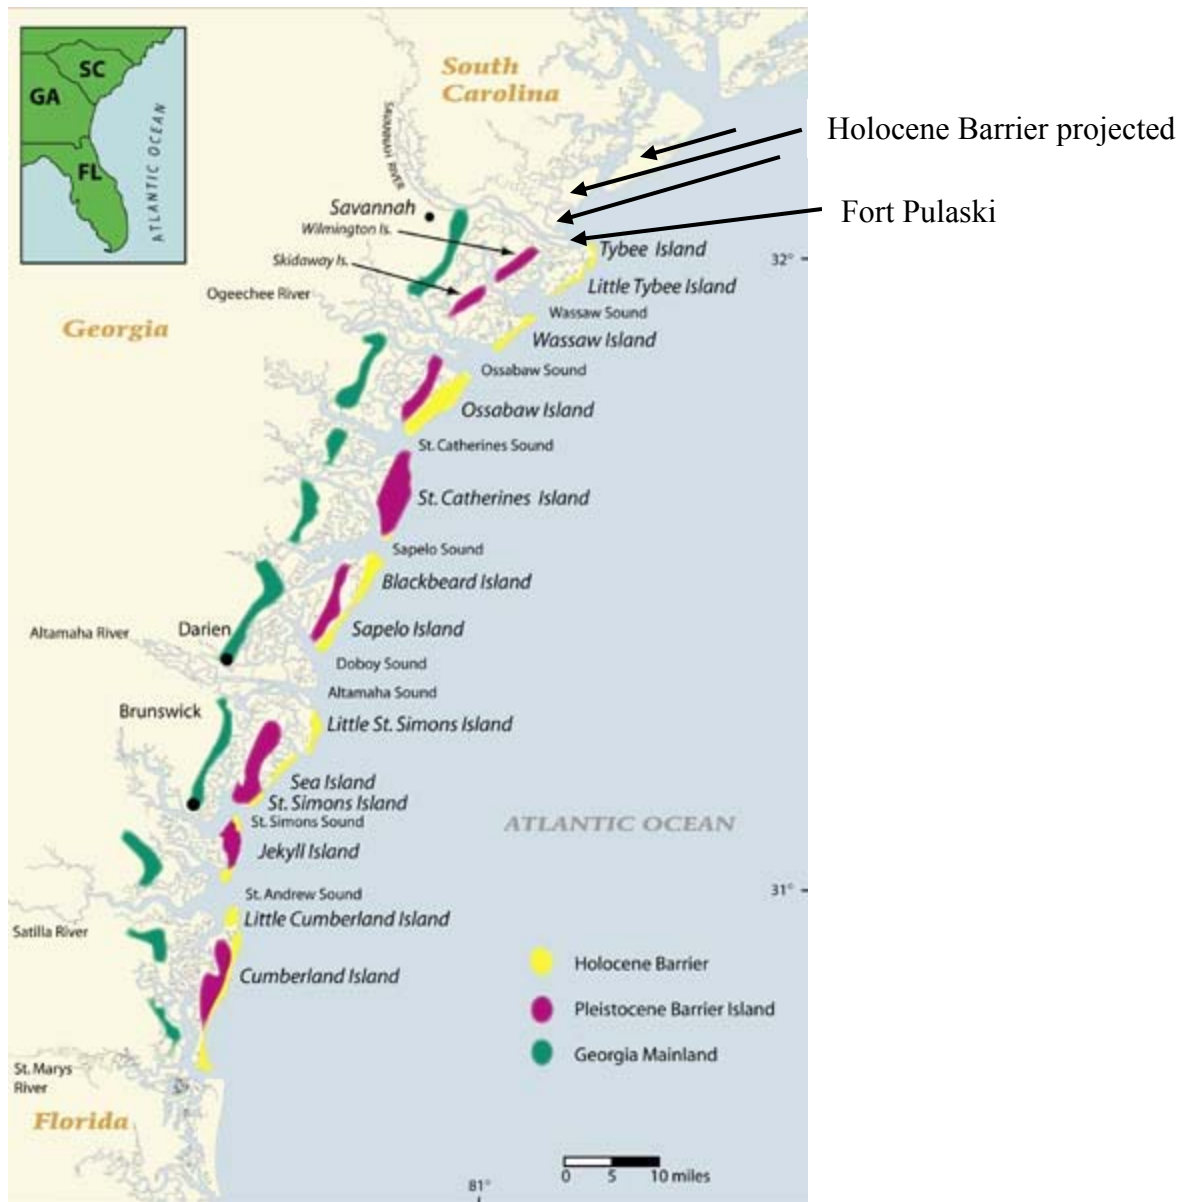 SC
GA
FL
ATLANTIC OCEAN
South
Carolina
SAVANNAH RIVER
Holocene Barrier projected
Fort Pulaski
Savannah
Wilmington Is.
Skidaway Is.
Tybee Island
32°
Little Tybee Island
Ogeechee River
Wassaw Sound
Georgia
Wassaw Island
Ossabaw Sound
Ossabaw Island
St. Catherines Sound
St. Catherines Island
Sapelo Sound
Blackbeard Island
Altamaha River
Darien
Sapelo Island
Doboy Sound
Altamaha Sound
Brunswick
Little St. Simons Island
Sea Island
St. Simons Island
St. Simons Sound
ATLANTIC OCEAN
Jekyll Island
31°
St. Andrew Sound
Little Cumberland Island
Satilla River
Cumberland Island
Holocene Barrier
Pleistocene Barrier Island
Georgia Mainland
St. Marys
River
Florida
0 5 10 miles
81°